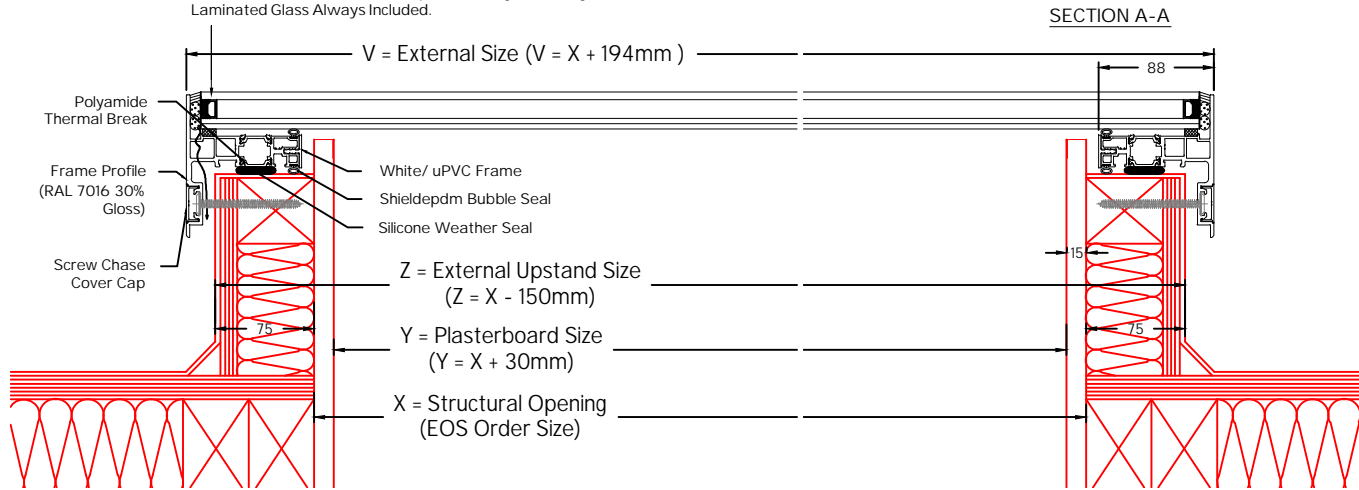 Laminated Glass Always Included.
SECTION A-A
V = External Size (V = X + 194mm )
88
Polyamide
Thermal Break
Frame Profile
(RAL 7016 30%
Gloss)
Screw Chase
Cover Cap
White/ uPVC Frame
Shieldepdm Bubble Seal
Silicone Weather Seal
15
Z = External Upstand Size
(Z = X - 150mm)
75
75
Y = Plasterboard Size
(Y = X + 30mm)
X = Structural Opening
(EOS Order Size)